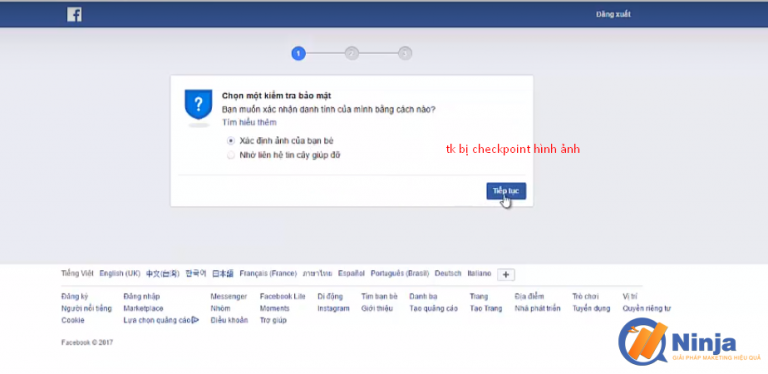 Đăng xuất
1 2 3
Chọn một kiểm tra bảo mật
Bạn muốn xác nhận danh tính của mình bằng cách nào?
Tìm hiểu thêm
Xác định ảnh của bạn bè
Nhờ liên hệ tin cậy giúp đỡ
tk bị checkpoint hình ảnh
Tiếp tục
Tiếng Việt English (UK) 中文(台灣) 한국어 日本語 Français (France) ภาษาไทย Español Português (Brasil) Deutsch Italiano +
Đăng ký Đăng nhập Messenger Facebook Lite Di động Tìm bạn bè Danh bạ Trang Địa điểm Trò chơi Vị trí
Người nổi tiếng Marketplace Nhóm Moments Instagram Giới thiệu Tạo quảng cáo Tạo Trang Nhà phát triển Tuyển dụng Quyền riêng tư
Cookie Lựa chọn quảng cáo Điều khoản Trợ giúp
Facebook © 2017
Ninja
GIẢI PHÁP MARKETING HIỆU QUẢ